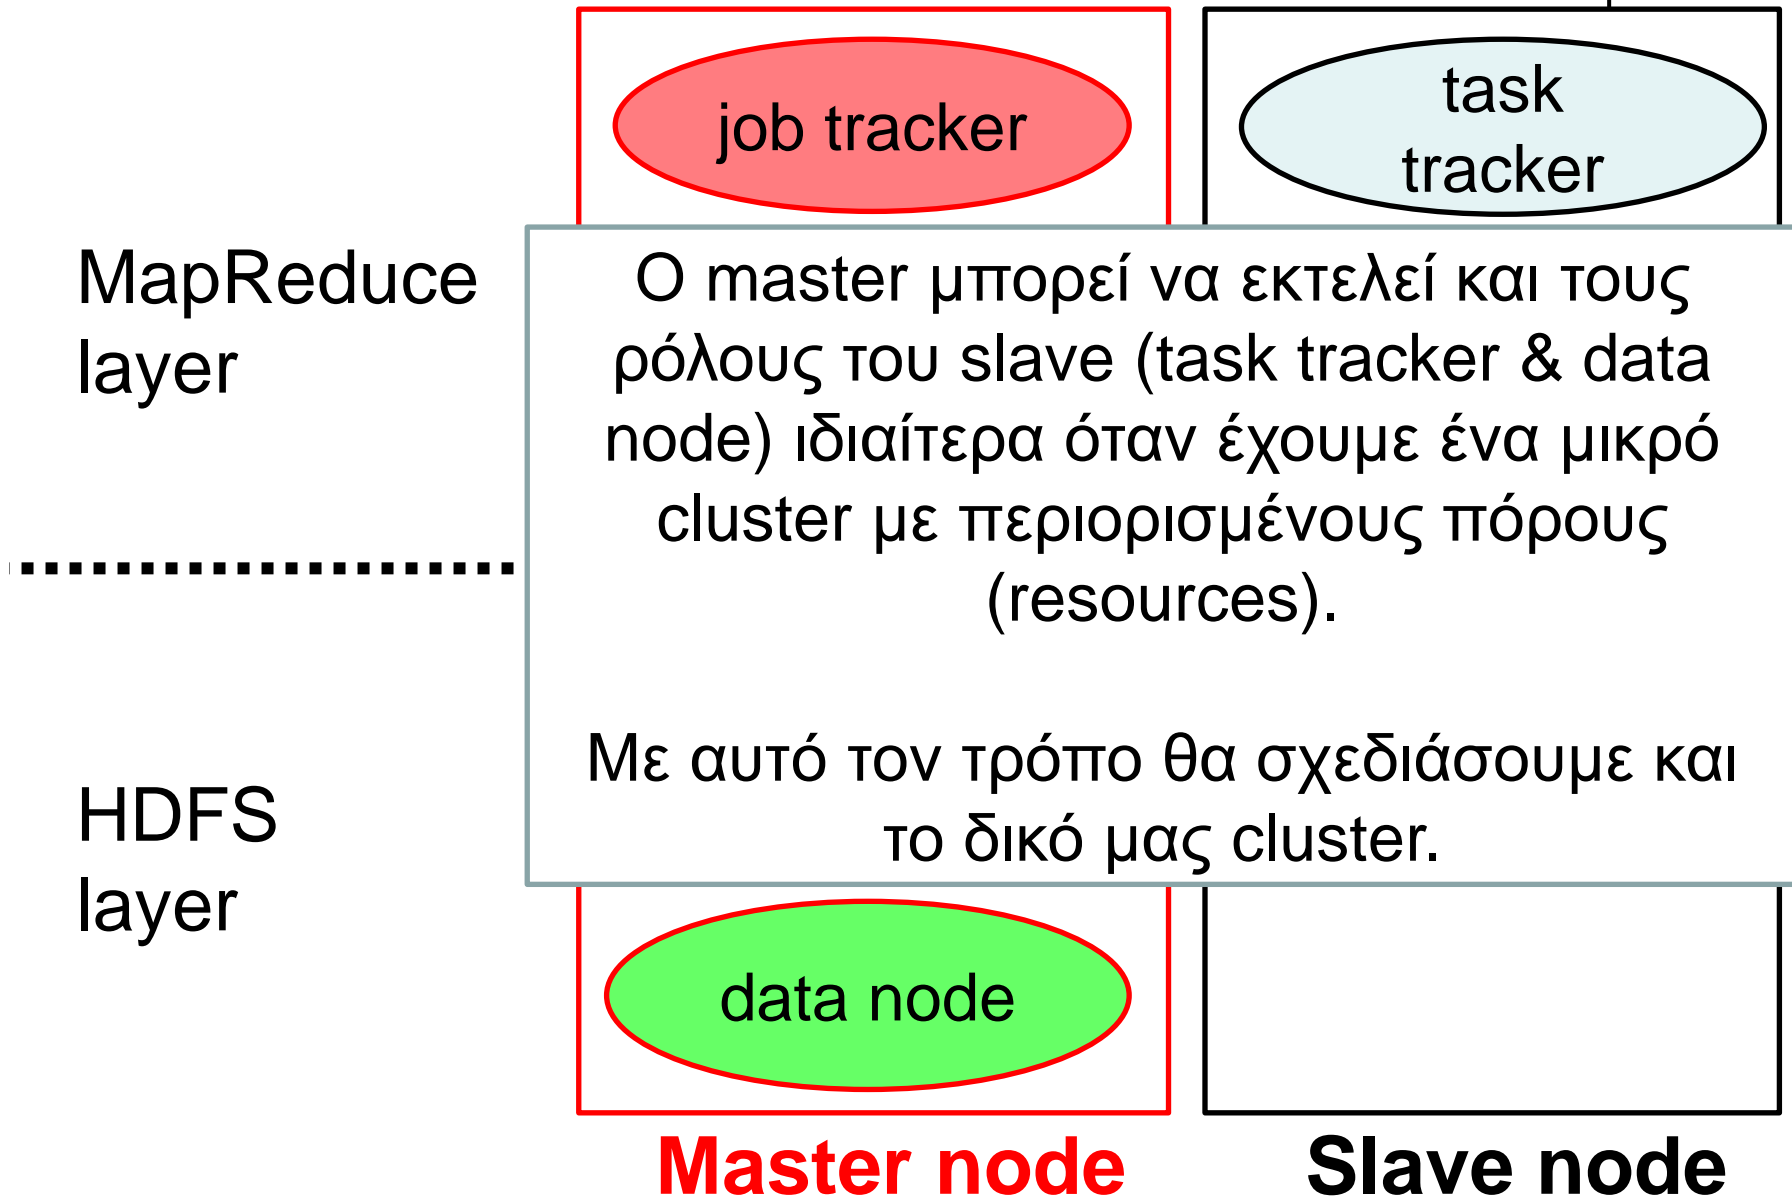 job tracker
task
tracker
MapReduce
layer
Ο master μπορεί να εκτελεί και τους
ρόλους του slave (task tracker & data
node) ιδιαίτερα όταν έχουμε ένα μικρό
cluster με περιορισμένους πόρους
(resources).
Με αυτό τον τρόπο θα σχεδιάσουμε και
το δικό μας cluster.
HDFS
layer
data node
Master node
Slave node